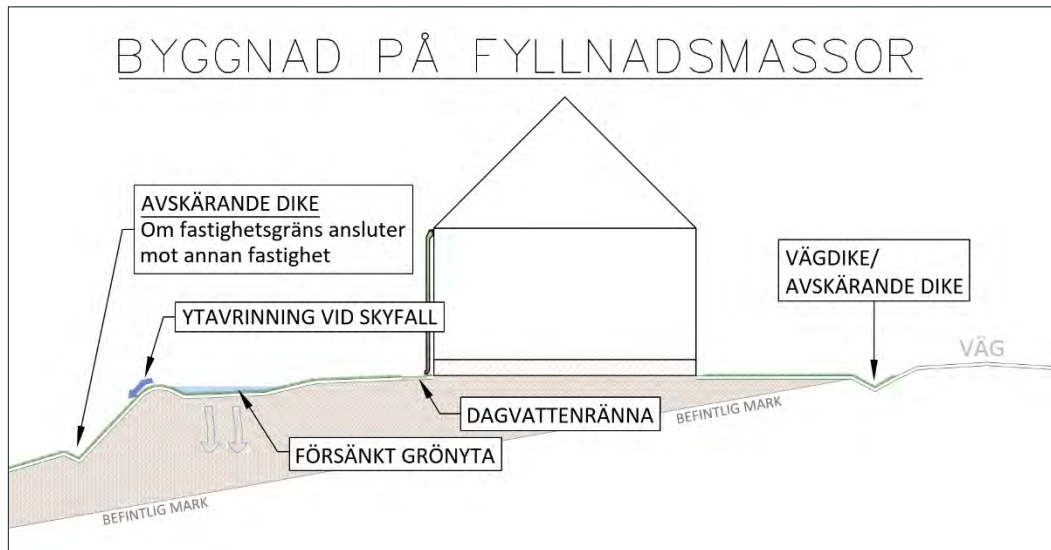 BYGGNAD PÅ FYLLNADSMASSOR
AVSKÄRANDE DIKE
Om fastighetsgräns ansluter
mot annan fastighet
VÄGDIKE/
AVSKÄRANDE DIKE
YTAVRINNING VID SKYFALL
VÄG
DAGVATTENRÄNNA
BEFINTLIG MARK
FÖRSÄNKT GRÖNYTA
BEFINTLIG MARK